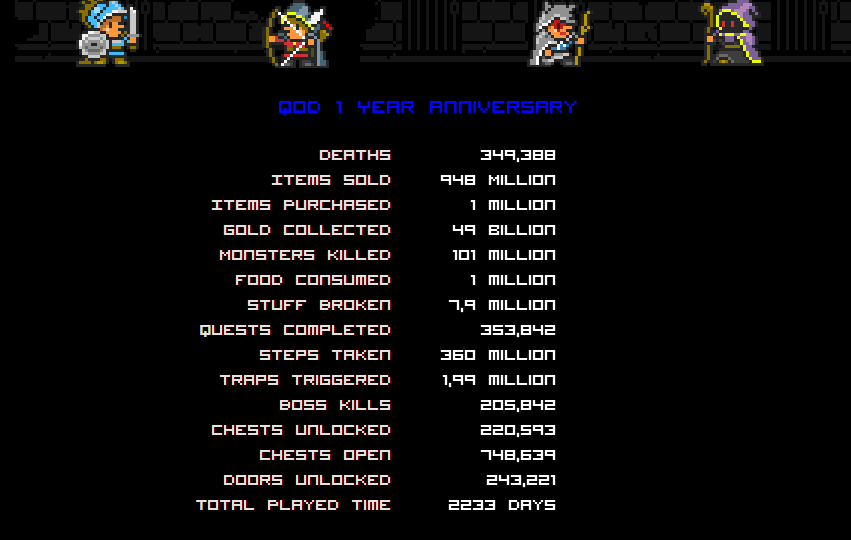 QOD 1 YEAR ANNIVERSARY
DEATHS 349,388
ITEMS SOLD 948 MILLION
ITEMS PURCHASED 1 MILLION
GOLD COLLECTED 49 BILLION
MONSTERS KILLED 101 MILLION
FOOD CONSUMED 1 MILLION
STUFF BROKEN 7,9 MILLION
QUESTS COMPLETED 353,842
STEPS TAKEN 360 MILLION
TRAPS TRIGGERED 1,99 MILLION
BOSS KILLS 205,842
CHESTS UNLOCKED 220,593
CHESTS OPEN 748,639
DOORS UNLOCKED 243,221
TOTAL PLAYED TIME 2233 DAYS